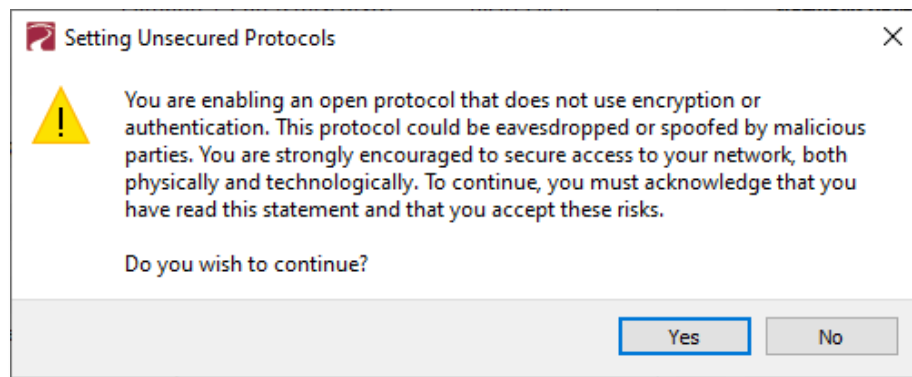 Setting Unsecured Protocols
You are enabling an open protocol that does not use encryption or
authentication. This protocol could be eavesdropped or spoofed by malicious
parties. You are strongly encouraged to secure access to your network, both
physically and technologically. To continue, you must acknowledge that you
have read this statement and that you accept these risks.
Do you wish to continue?
Yes No